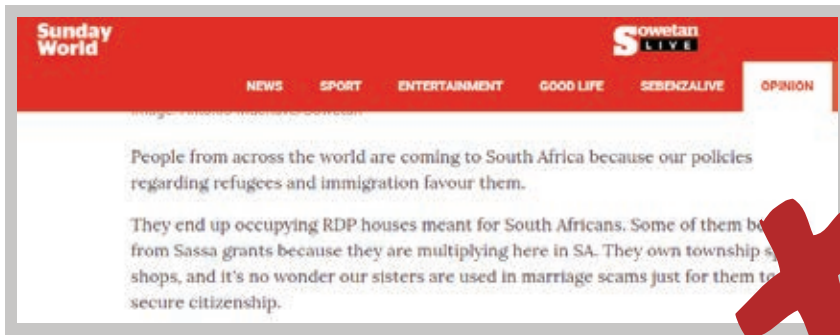 Sunday
World
Sowetan
LIVE
NEWS SPORT ENTERTAINMENT GOOD LIFE SEBENZALIVE OPINION
People from across the world are coming to South Africa because our policies
regarding refugees and immigration favour them.
They end up occupying RDP houses meant for South Africans. Some of them
from Sassa grants because they are multiplying here in SA. They own township
shops, and it's no wonder our sisters are used in marriage scams just for them to
secure citizenship.